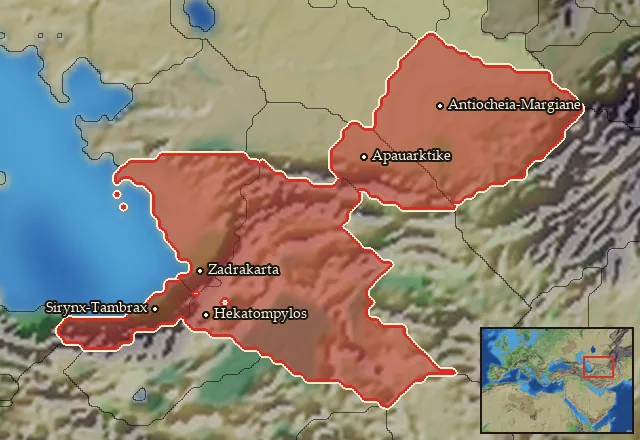 Antiocheia-Margiane
Apauarktike
Zadrakarta
Sirynx-Tambrax
Hekatompylos